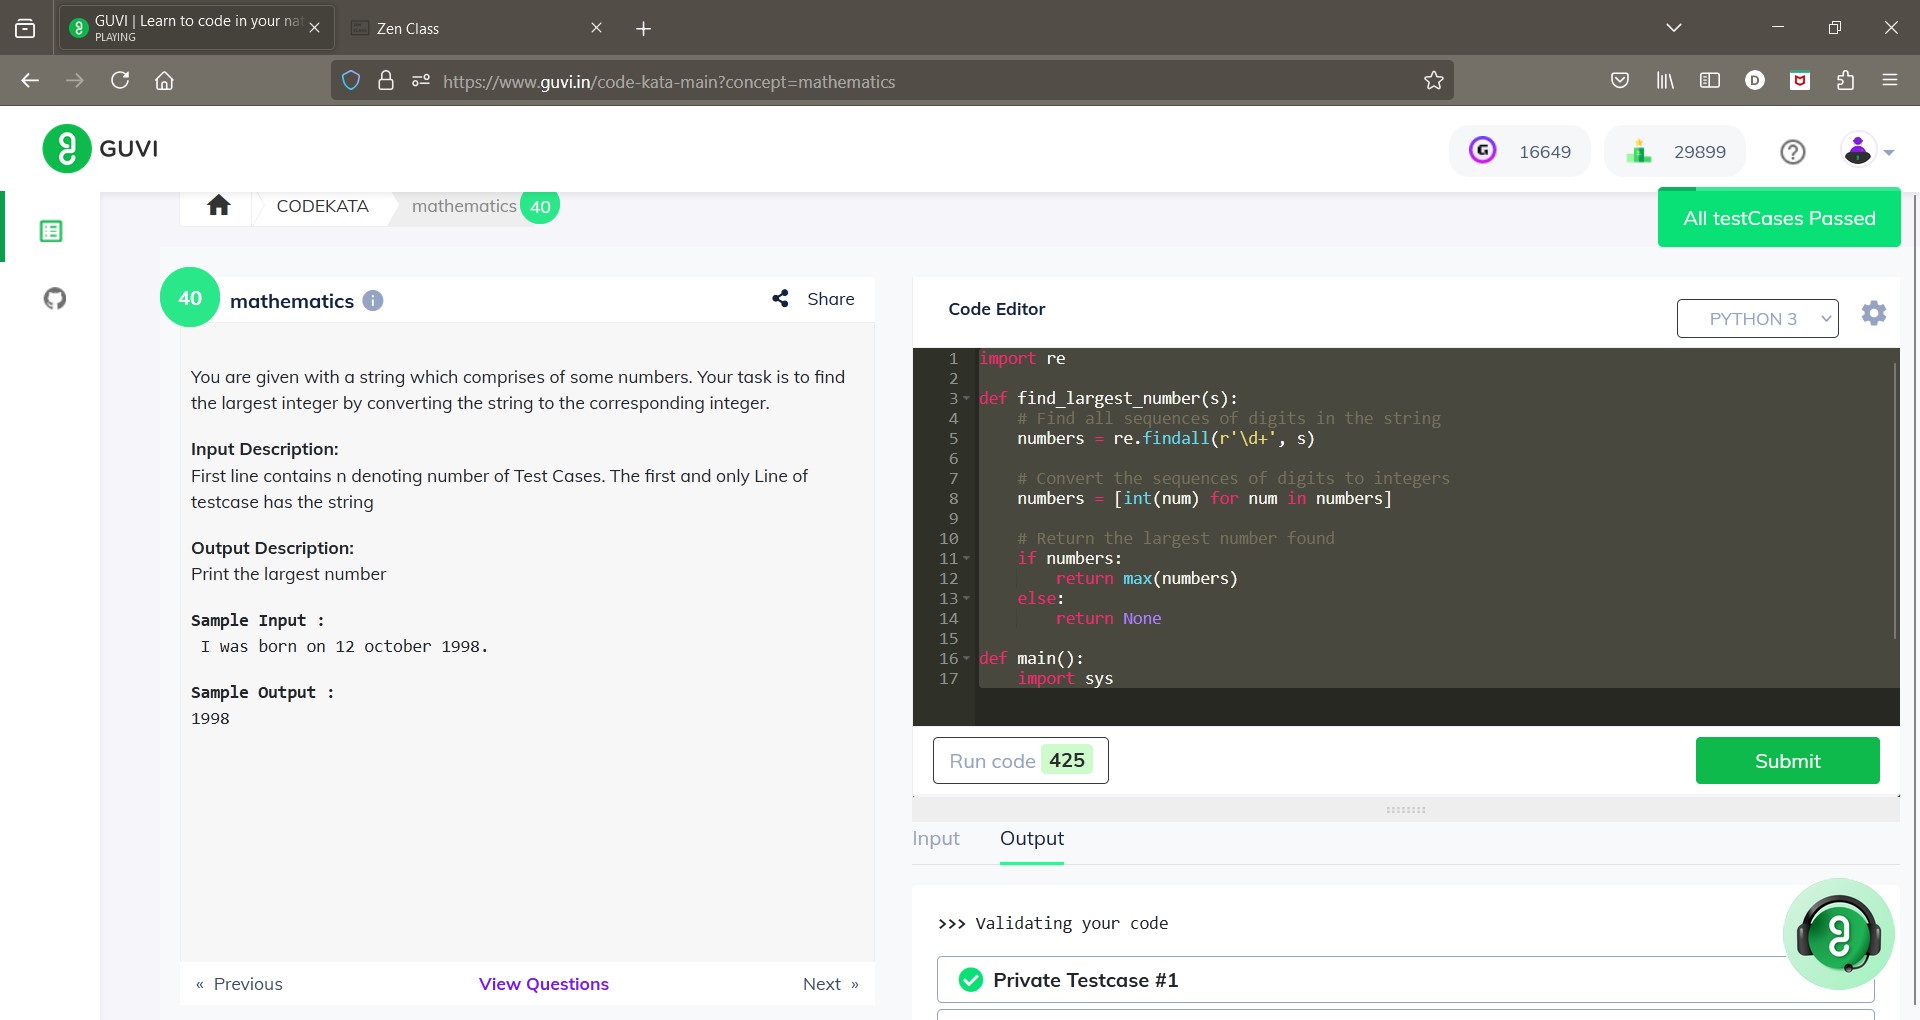 GUVI | Learn to code in your nat
PLAYING
Zen Class
https://www.guvi.in/code-kata-main?concept=mathematics
D
GUVI
G
16649
29899
CODEKATA
mathematics
40
All testCases Passed
40
mathematics
Share
You are given with a string which comprises of some numbers. Your task is to find
the largest integer by converting the string to the corresponding integer.
Input Description:
First line contains n denoting number of Test Cases. The first and only Line of
testcase has the string
Output Description:
Print the largest number
Sample Input :
I was born on 12 october 1998.
Sample Output :
1998
« Previous
View Questions
Next »
Code Editor
PYTHON 3
1 import re
2
3 def find_largest_number(s):
4     # Find all sequences of digits in the string
5     numbers = re.findall(r'\d+', s)
6
7     # Convert the sequences of digits to integers
8     numbers = [int(num) for num in numbers]
9
10     # Return the largest number found
11     if numbers:
12         return max(numbers)
13     else:
14         return None
15
16 def main():
17     import sys
Run code 425
Submit
Input
Output
>>> Validating your code
Private Testcase #1